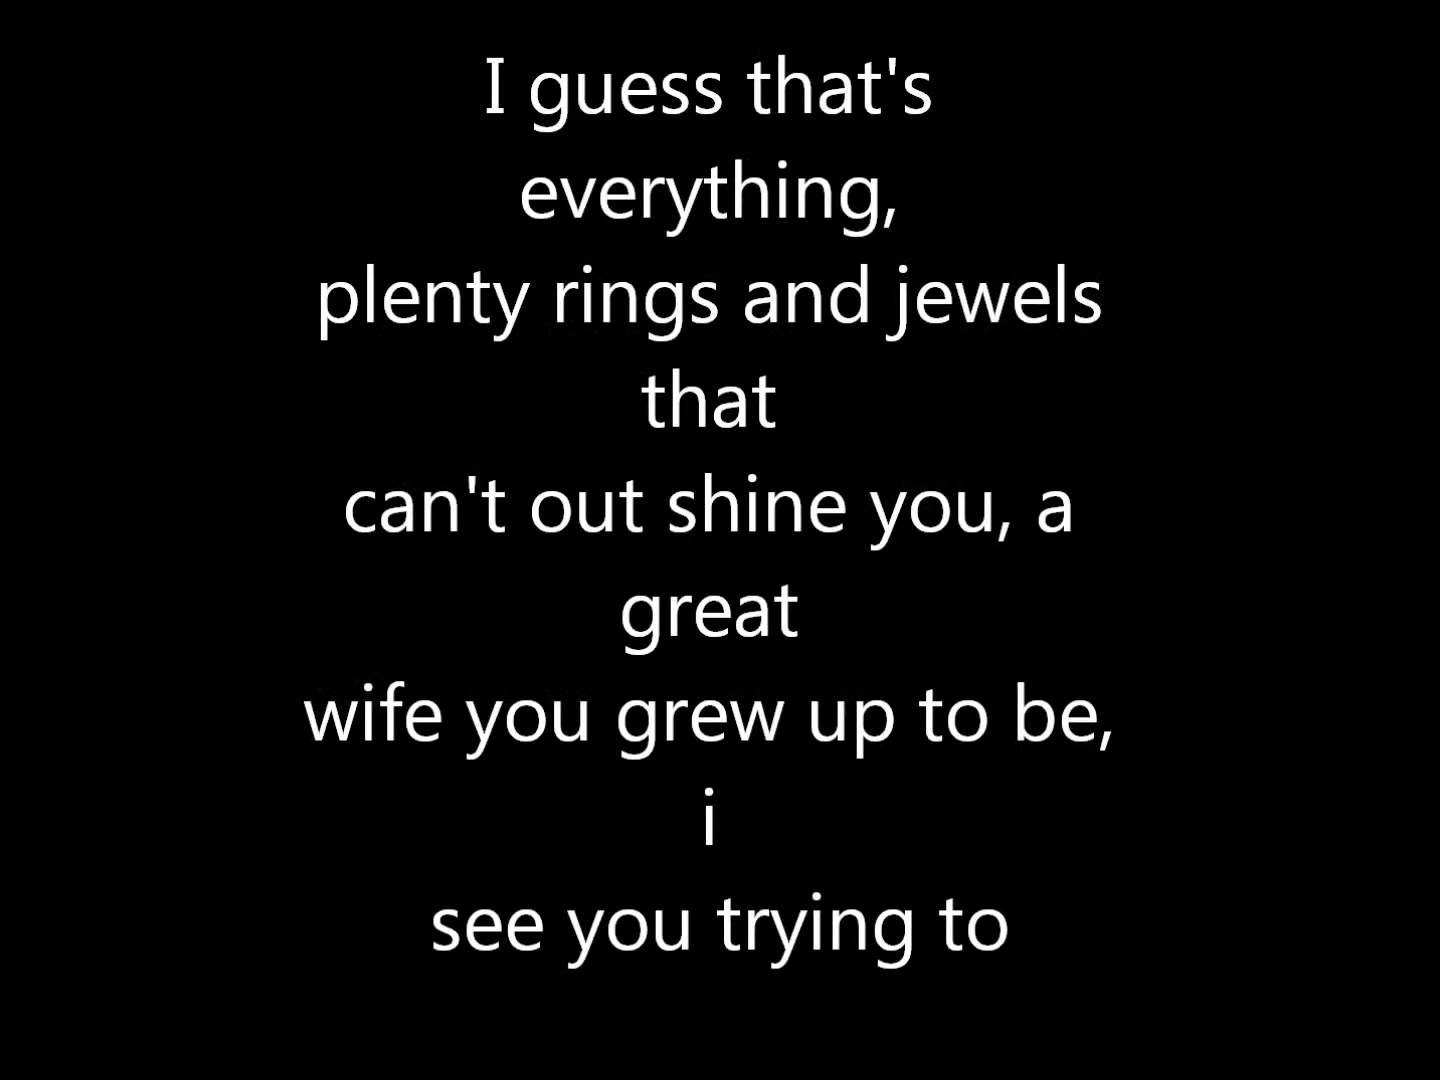 I guess that's
everything,
plenty rings and jewels
that
can't out shine you, a
great
wife you grew up to be,
i
see you trying to